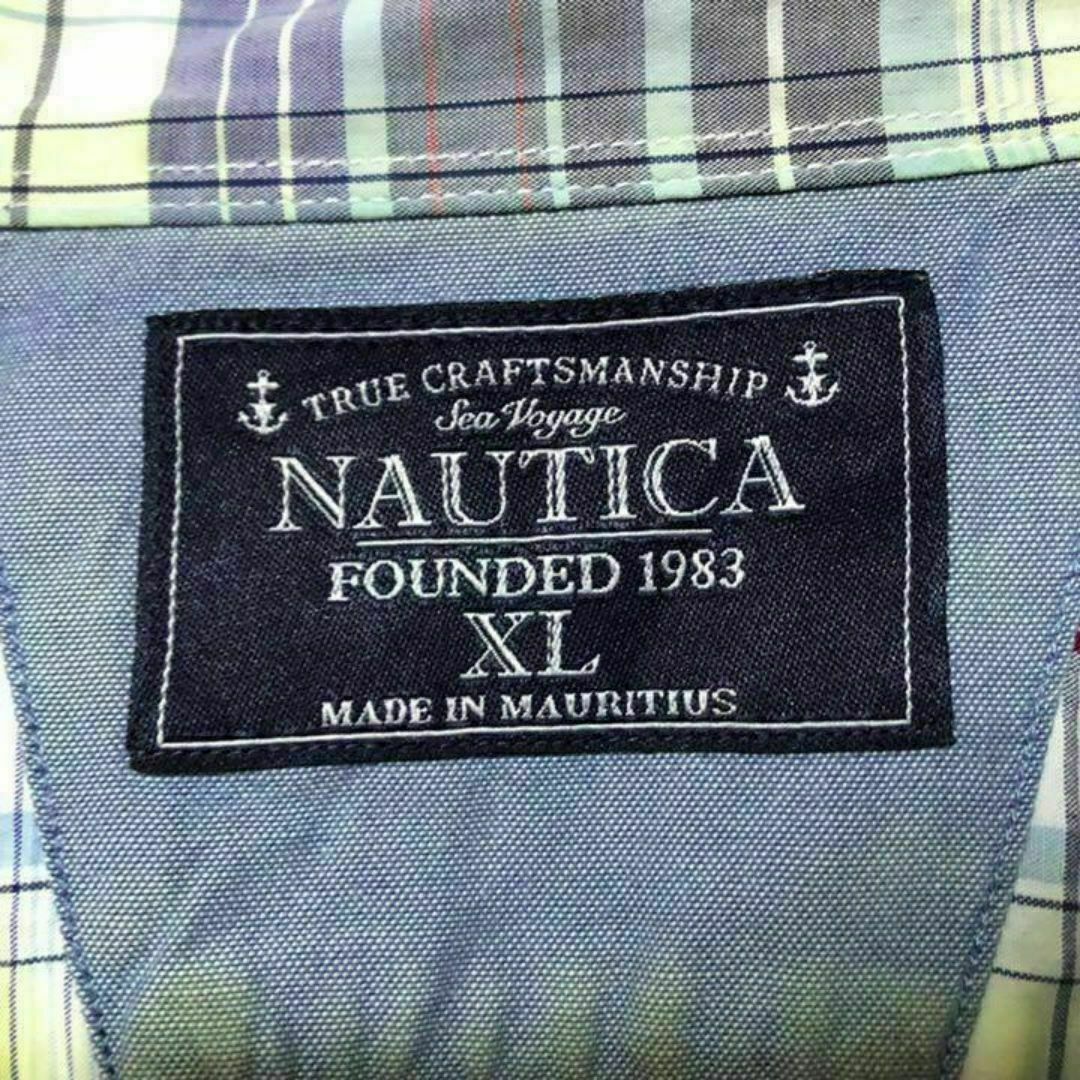 TRUE CRAFTSMANSHIP
Sea Voyage
NAUTICA
FOUNDED 1983
XL
MADE IN MAURITIUS